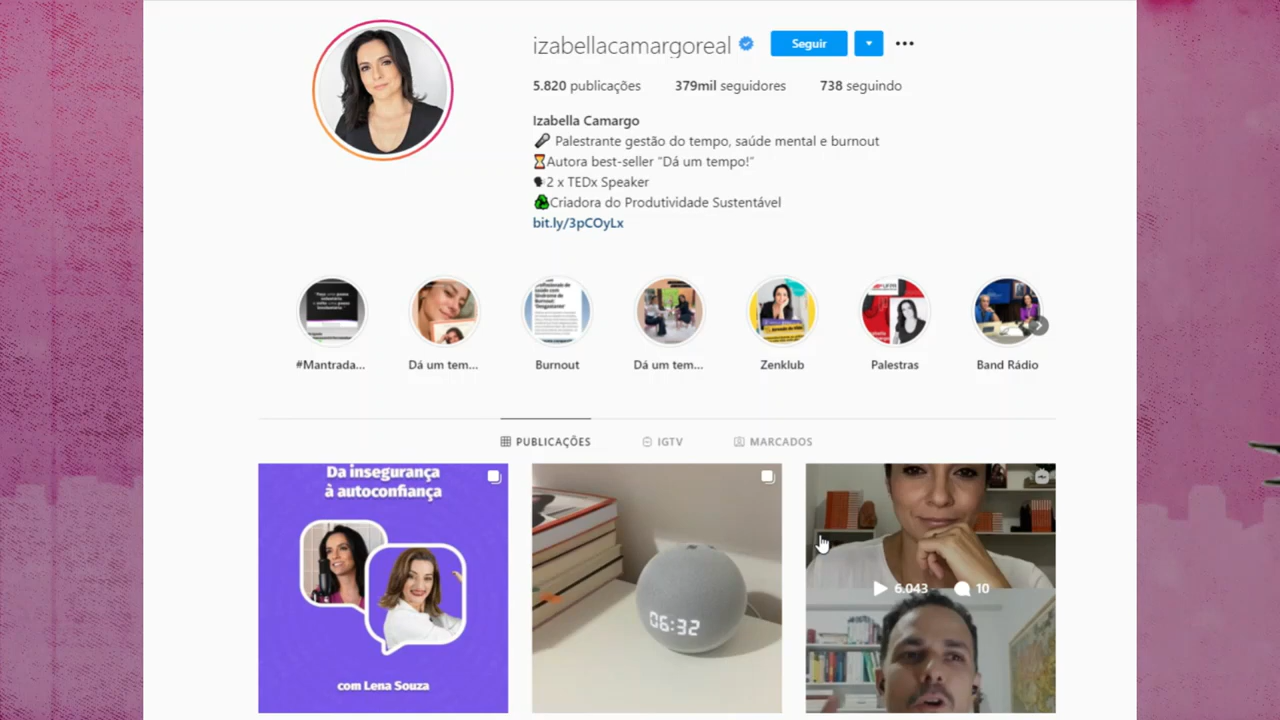 izabellacamargoreal
Seguir
5.820 publicações 379mil seguidores 738 seguindo
Izabella Camargo
Palestrante gestão do tempo, saúde mental e burnout
Autora best-seller "Dá um tempo!"
2 x TEDx Speaker
Criadora do Produtividade Sustentável
bit.ly/3pCOyLx
#Mantrada... Dá um tem... Burnout Dá um tem... Zenklub Palestras Band Rádio
PUBLICAÇÕES IGTV MARCADOS
Da insegurança
à autoconfiança
com Lena Souza
06:32
6.043 10